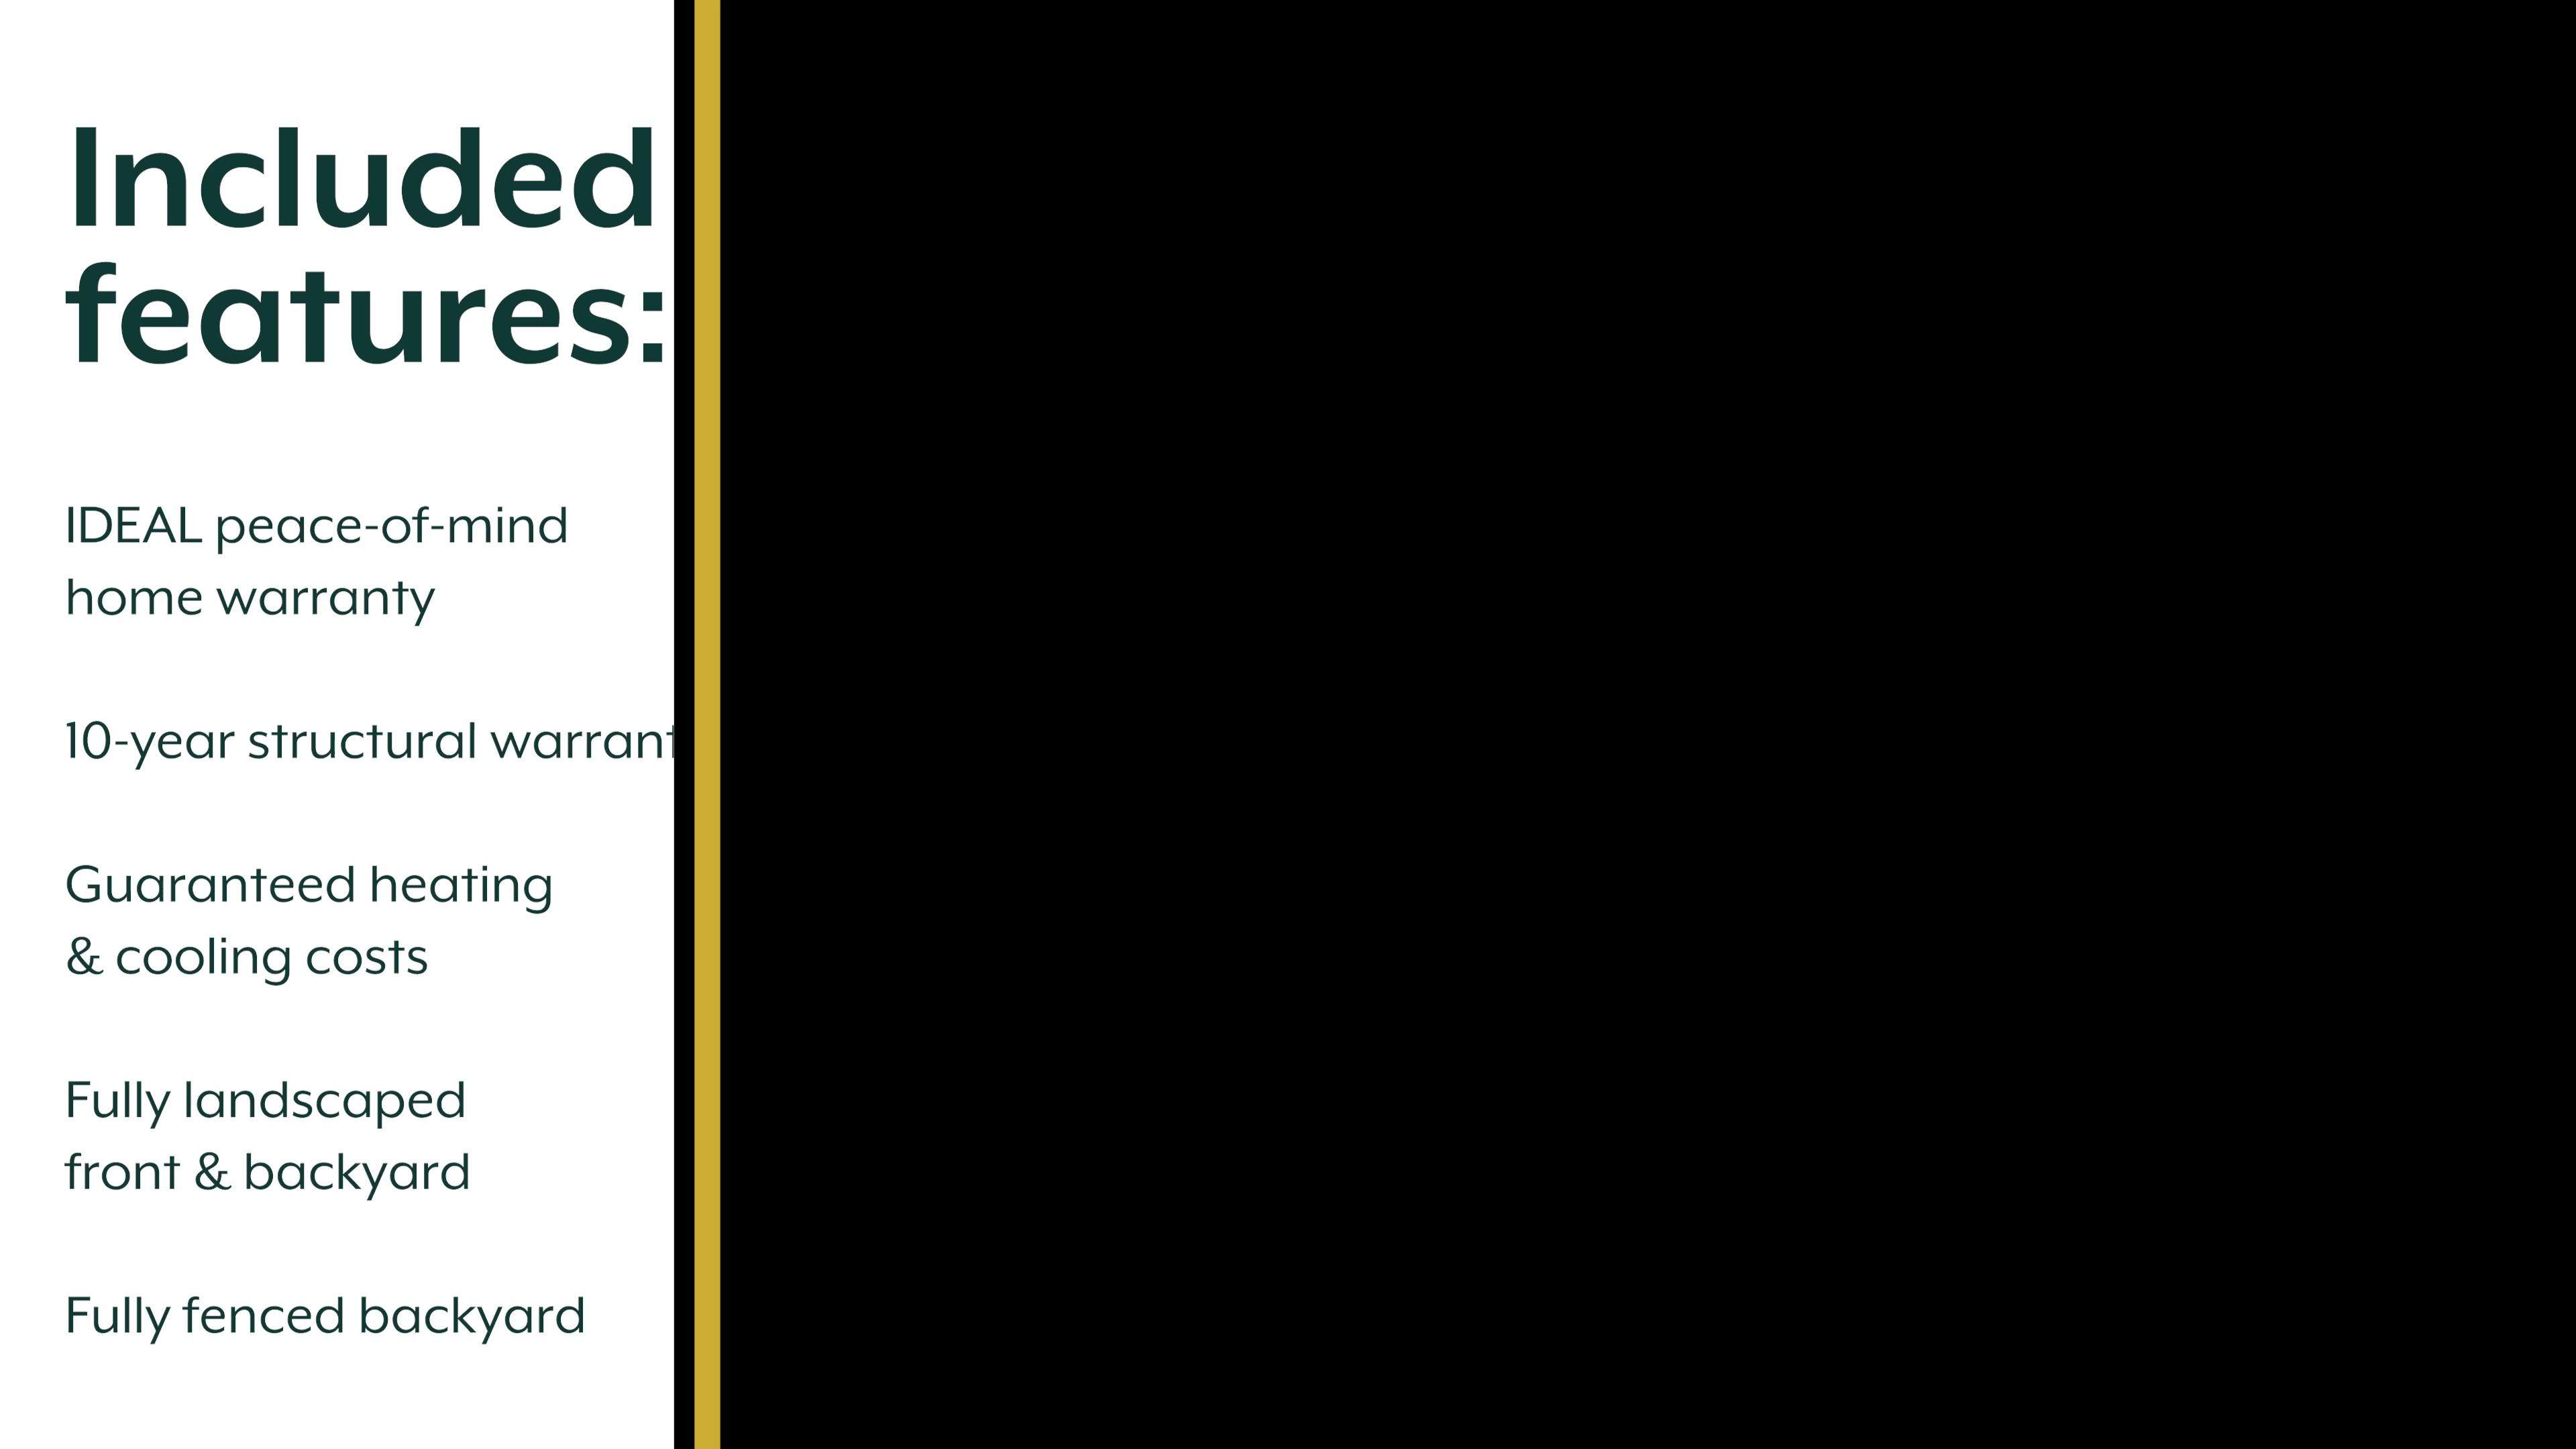 Included
features:
IDEAL peace-of-mind
home warranty
10-year structural warrant
Guaranteed heating
& cooling costs
Fully landscaped
front & backyard
Fully fenced backyard